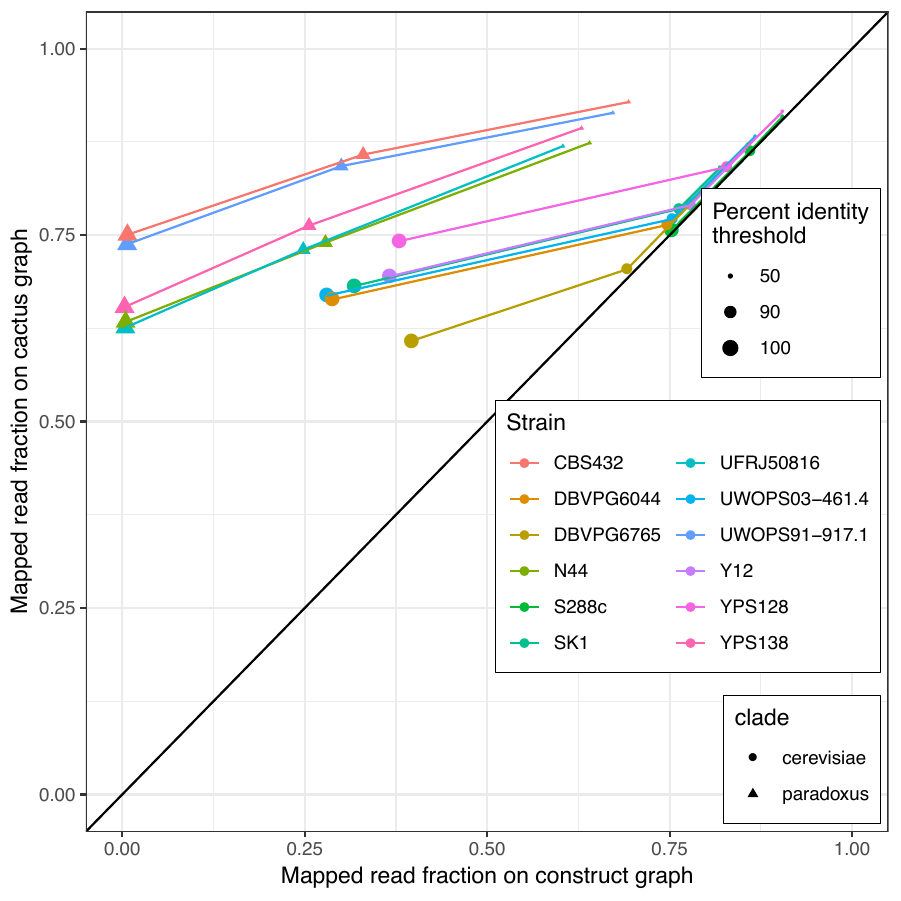 1.00
0.75
0.50
0.25
0.00
Mapped read fraction on cactus graph
0.00 0.25 0.50 0.75 1.00
Mapped read fraction on construct graph
Percent identity
threshold
50
90
100
Strain
CBS432 UFRJ50816
DBVPG6044 UWOPS03−461.4
DBVPG6765 UWOPS91−917.1
N44 Y12
S288c YPS128
SK1 YPS138
clade
cerevisiae
paradoxus